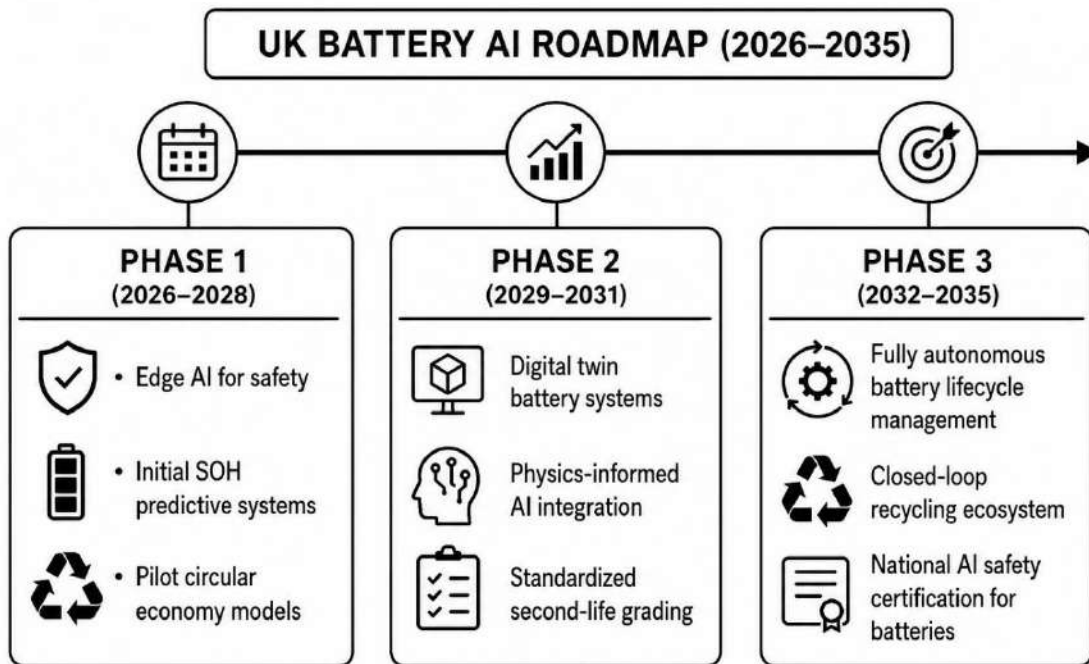 UK BATTERY AI ROADMAP (2026–2035)
PHASE 1
(2026–2028)
• Edge AI for safety
• Initial SOH
predictive systems
• Pilot circular
economy models
PHASE 2
(2029–2031)
Digital twin
battery systems
Physics-informed
AI integration
Standardized
second-life grading
PHASE 3
(2032–2035)
Fully autonomous
battery lifecycle
management
Closed-loop
recycling ecosystem
National AI safety
certification for
batteries